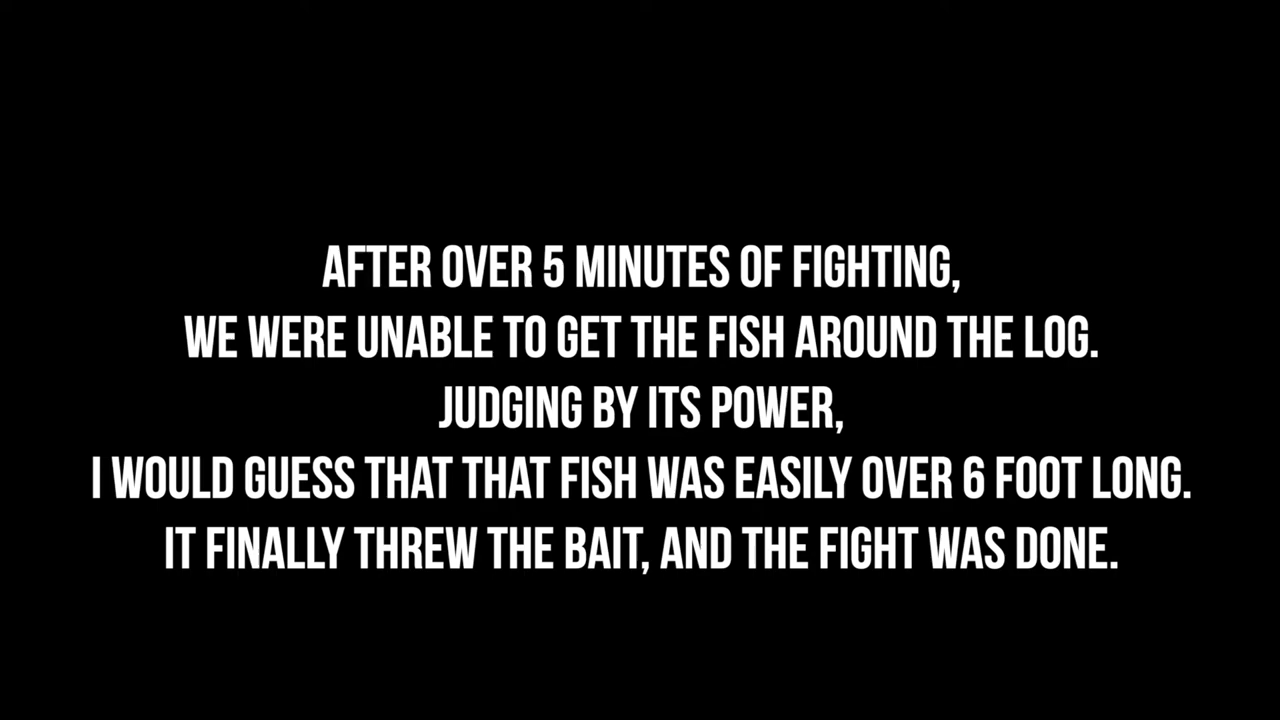 AFTER OVER 5 MINUTES OF FIGHTING,
WE WERE UNABLE TO GET THE FISH AROUND THE LOG.
JUDGING BY ITS POWER,
I WOULD GUESS THAT THAT FISH WAS EASILY OVER 6 FOOT LONG.
IT FINALLY THREW THE BAIT, AND THE FIGHT WAS DONE.